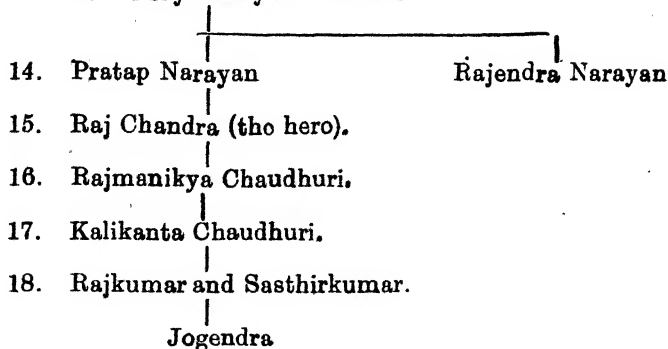 14. Pratap Narayan Rajendra Narayan
15. Raj Chandra (tho hero).
16. Rajmanikya Chaudhuri.
17. Kalikanta Chaudhuri.
18. Rajkumar and Sasthirkumar.
Jogendra